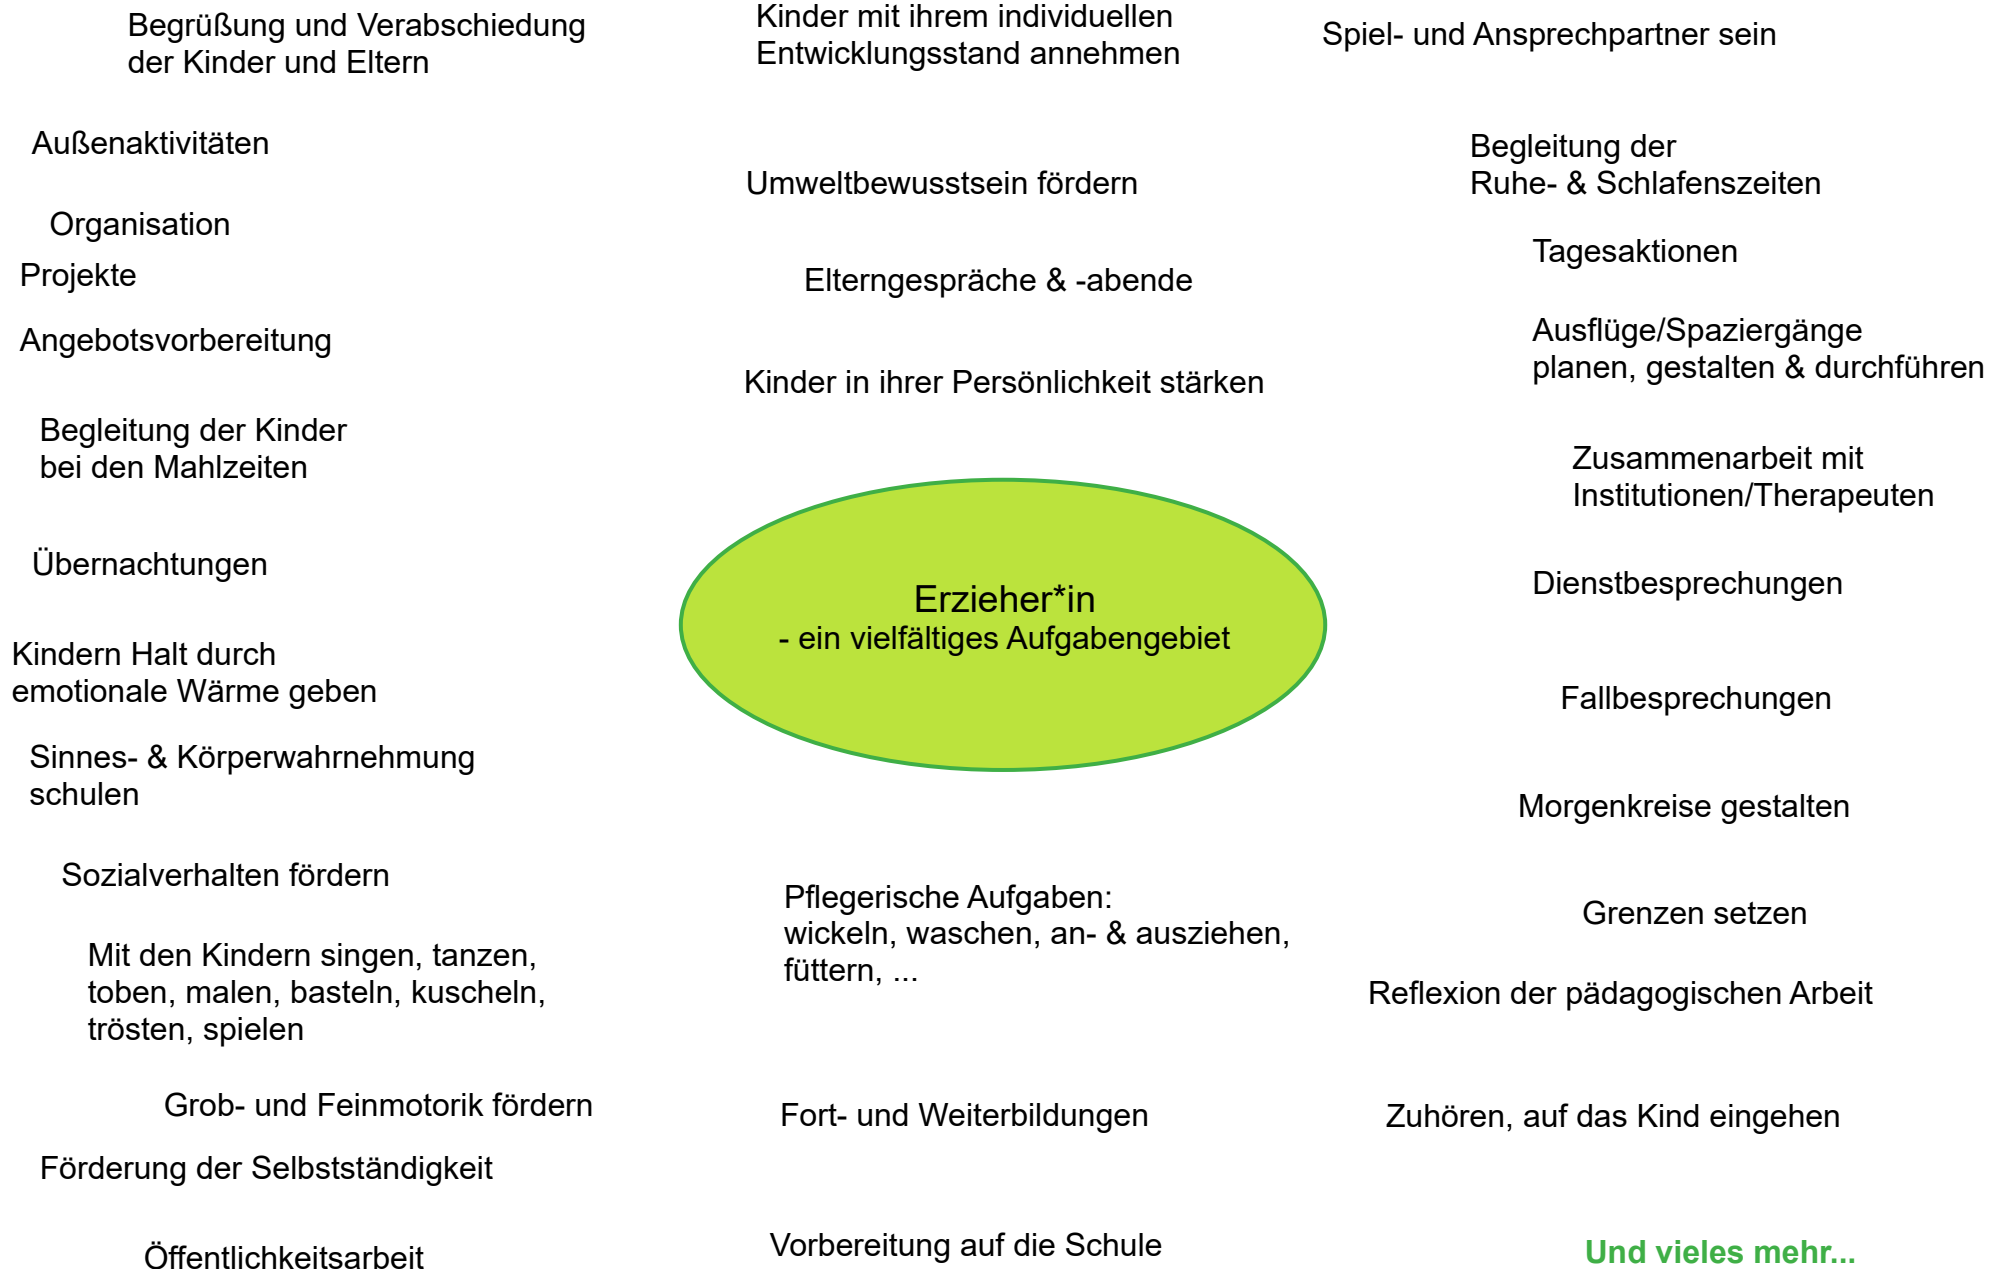 Begrüßung und Verabschiedung
der Kinder und Eltern
Kinder mit ihrem individuellen
Entwicklungsstand annehmen
Spiel- und Ansprechpartner sein
Außenaktivitäten
Umweltbewusstsein fördern
Begleitung der
Ruhe- & Schlafenszeiten
Organisation
Projekte
Elterngespräche & -abende
Tagesaktionen
Angebotsvorbereitung
Kinder in ihrer Persönlichkeit stärken
Ausflüge/Spaziergänge
planen, gestalten & durchführen
Begleitung der Kinder
bei den Mahlzeiten
Zusammenarbeit mit
Institutionen/Therapeuten
Übernachtungen
Erzieher*in
- ein vielfältiges Aufgabengebiet
Dienstbesprechungen
Kindern Halt durch
emotionale Wärme geben
Fallbesprechungen
Sinnes- & Körperwahrnehmung
schulen
Morgenkreise gestalten
Sozialverhalten fördern
Pflegerische Aufgaben:
wickeln, waschen, an- & ausziehen,
füttern, ...
Grenzen setzen
Mit den Kindern singen, tanzen,
toben, malen, basteln, kuscheln,
trösten, spielen
Reflexion der pädagogischen Arbeit
Grob- und Feinmotorik fördern
Fort- und Weiterbildungen
Zuhören, auf das Kind eingehen
Förderung der Selbstständigkeit
Öffentlichkeitsarbeit
Vorbereitung auf die Schule
Und vieles mehr...